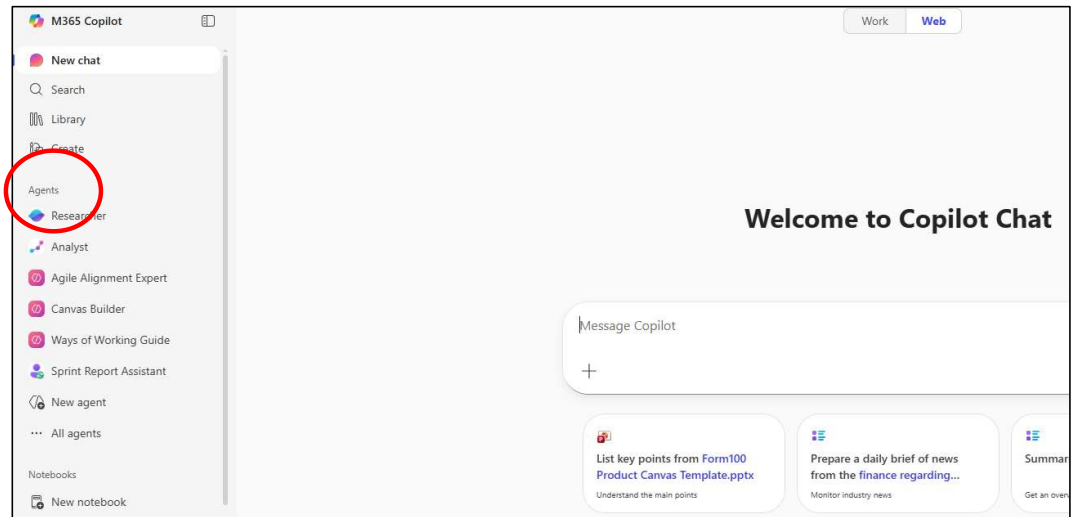 M365 Copilot
Work Web
New chat
Search
Library
Create
Agents
Researcher
Analyst
Agile Alignment Expert
Canvas Builder
Ways of Working Guide
Sprint Report Assistant
New agent
All agents
Notebooks
New notebook
Welcome to Copilot Chat
Message Copilot
List key points from Form100
Product Canvas Template.pptx
Understand the main points
Prepare a daily brief of news
from the finance regarding...
Monitor industry news
Summar
Get an over